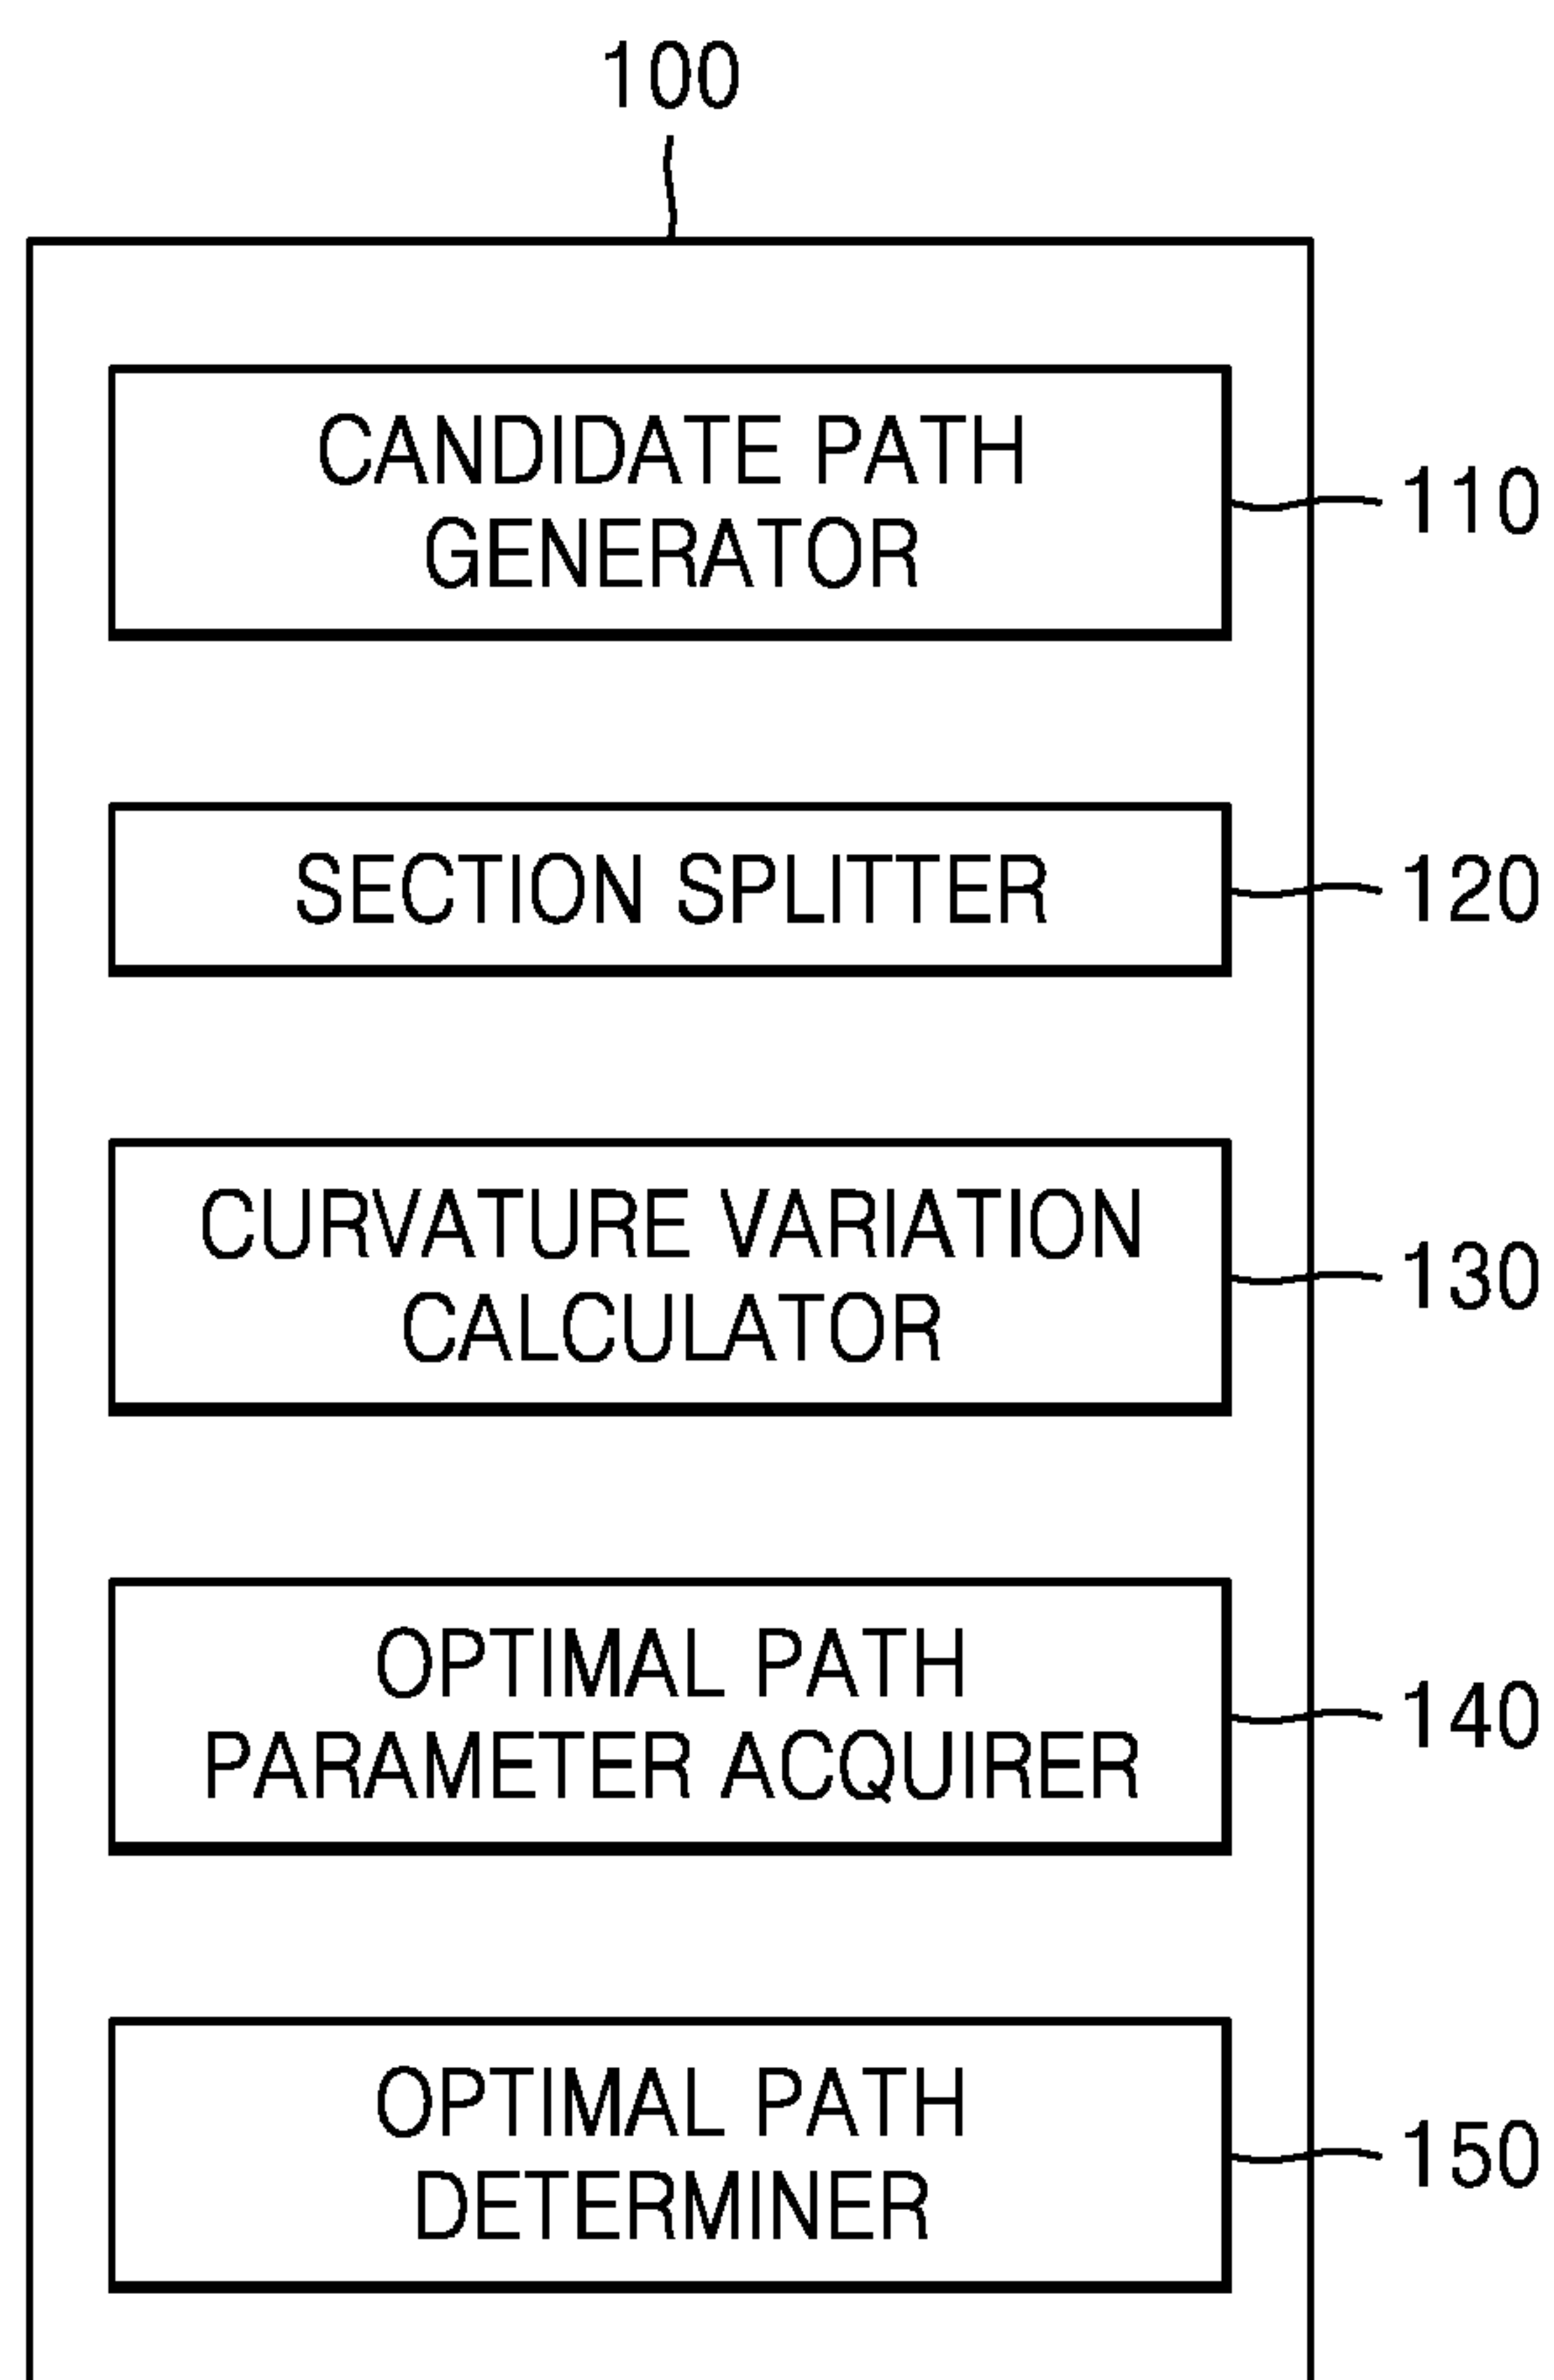 100
CANDIDATE PATH
GENERATOR
110
SECTION SPLITTER
120
CURVATURE VARIATION
CALCULATOR
130
OPTIMAL PATH
PARAMETER ACQUIRER
140
OPTIMAL PATH
DETERMINER
150